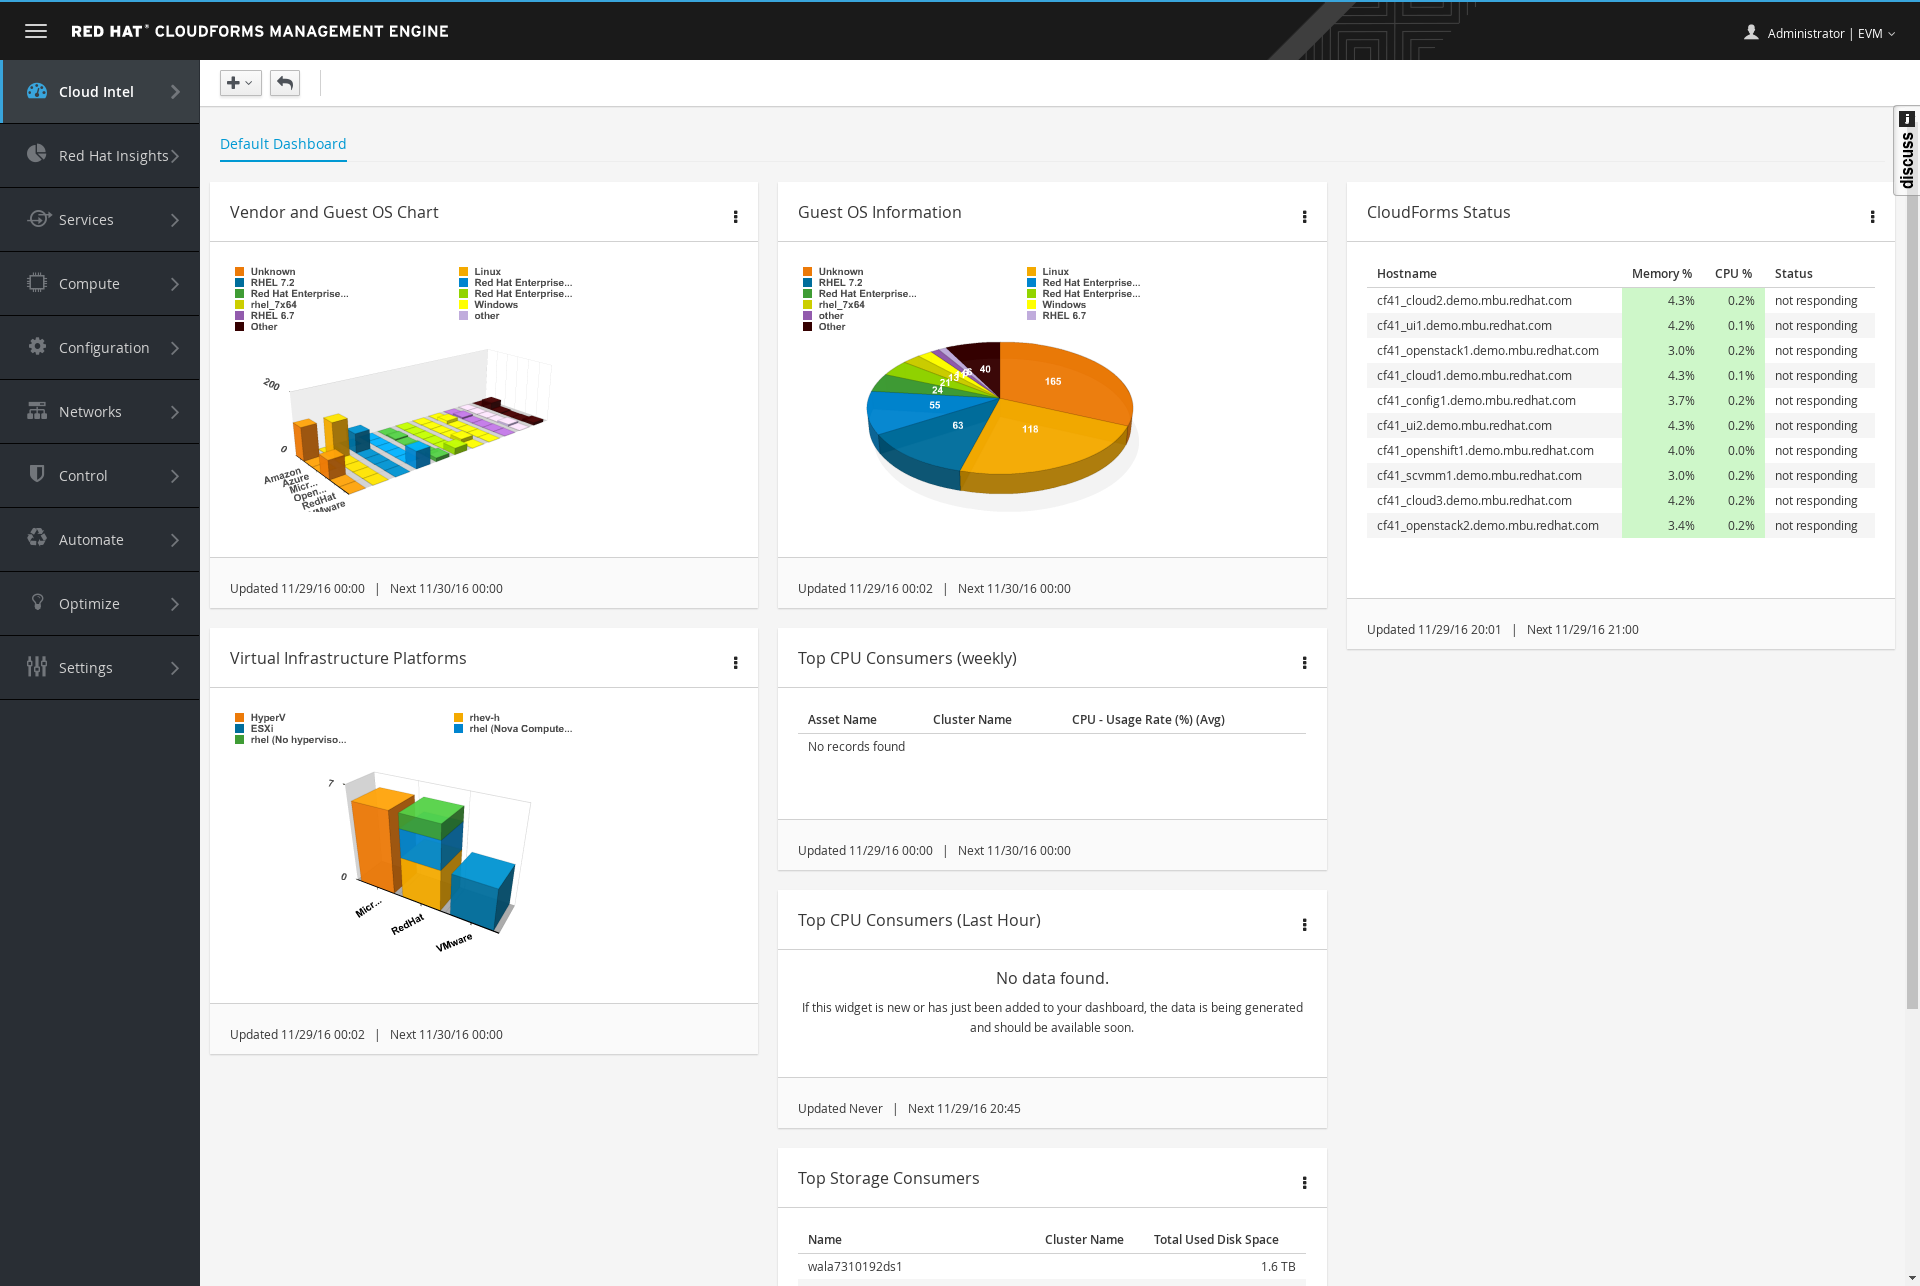 RED HAT® CLOUDFORMS MANAGEMENT ENGINE
Administrator | EVM
Cloud Intel
Red Hat Insights
Services
Compute
Configuration
Networks
Control
Automate
Optimize
Settings
discuss
Default Dashboard
Vendor and Guest OS Chart
Unknown
Linux
RHEL 7.2
Red Hat Enterprise...
Red Hat Enterprise...
Red Hat Enterprise...
rhel_7x64
Windows
RHEL 6.7
other
Other
200
0
Amazon
Azure
Micr...
Open...
RedHat
VMware
Updated 11/29/16 00:00 | Next 11/30/16 00:00
Guest OS Information
Unknown
Linux
RHEL 7.2
Red Hat Enterprise...
Red Hat Enterprise...
Red Hat Enterprise...
rhel_7x64
Windows
other
RHEL 6.7
Other
40
165
21
24
55
63
118
Updated 11/29/16 00:02 | Next 11/30/16 00:00
CloudForms Status
Hostname Memory % CPU % Status
cf41_cloud2.demo.mbu.redhat.com 4.3% 0.2% not responding
cf41_ui1.demo.mbu.redhat.com 4.2% 0.1% not responding
cf41_openstack1.demo.mbu.redhat.com 3.0% 0.2% not responding
cf41_cloud1.demo.mbu.redhat.com 4.3% 0.1% not responding
cf41_config1.demo.mbu.redhat.com 3.7% 0.2% not responding
cf41_ui2.demo.mbu.redhat.com 4.3% 0.2% not responding
cf41_openshift1.demo.mbu.redhat.com 4.0% 0.0% not responding
cf41_scvmm1.demo.mbu.redhat.com 3.0% 0.2% not responding
cf41_cloud3.demo.mbu.redhat.com 4.2% 0.2% not responding
cf41_openstack2.demo.mbu.redhat.com 3.4% 0.2% not responding
Updated 11/29/16 20:01 | Next 11/29/16 21:00
Virtual Infrastructure Platforms
HyperV
rhev-h
ESXi
rhel (Nova Compute...
rhel (No hyperviso...
7
0
Micr...
RedHat
VMware
Updated 11/29/16 00:02 | Next 11/30/16 00:00
Top CPU Consumers (weekly)
Asset Name Cluster Name CPU - Usage Rate (%) (Avg)
No records found
Updated 11/29/16 00:00 | Next 11/30/16 00:00
Top CPU Consumers (Last Hour)
No data found.
If this widget is new or has just been added to your dashboard, the data is being generated
and should be available soon.
Updated Never | Next 11/29/16 20:45
Top Storage Consumers
Name Cluster Name Total Used Disk Space
wala7310192ds1 1.6 TB